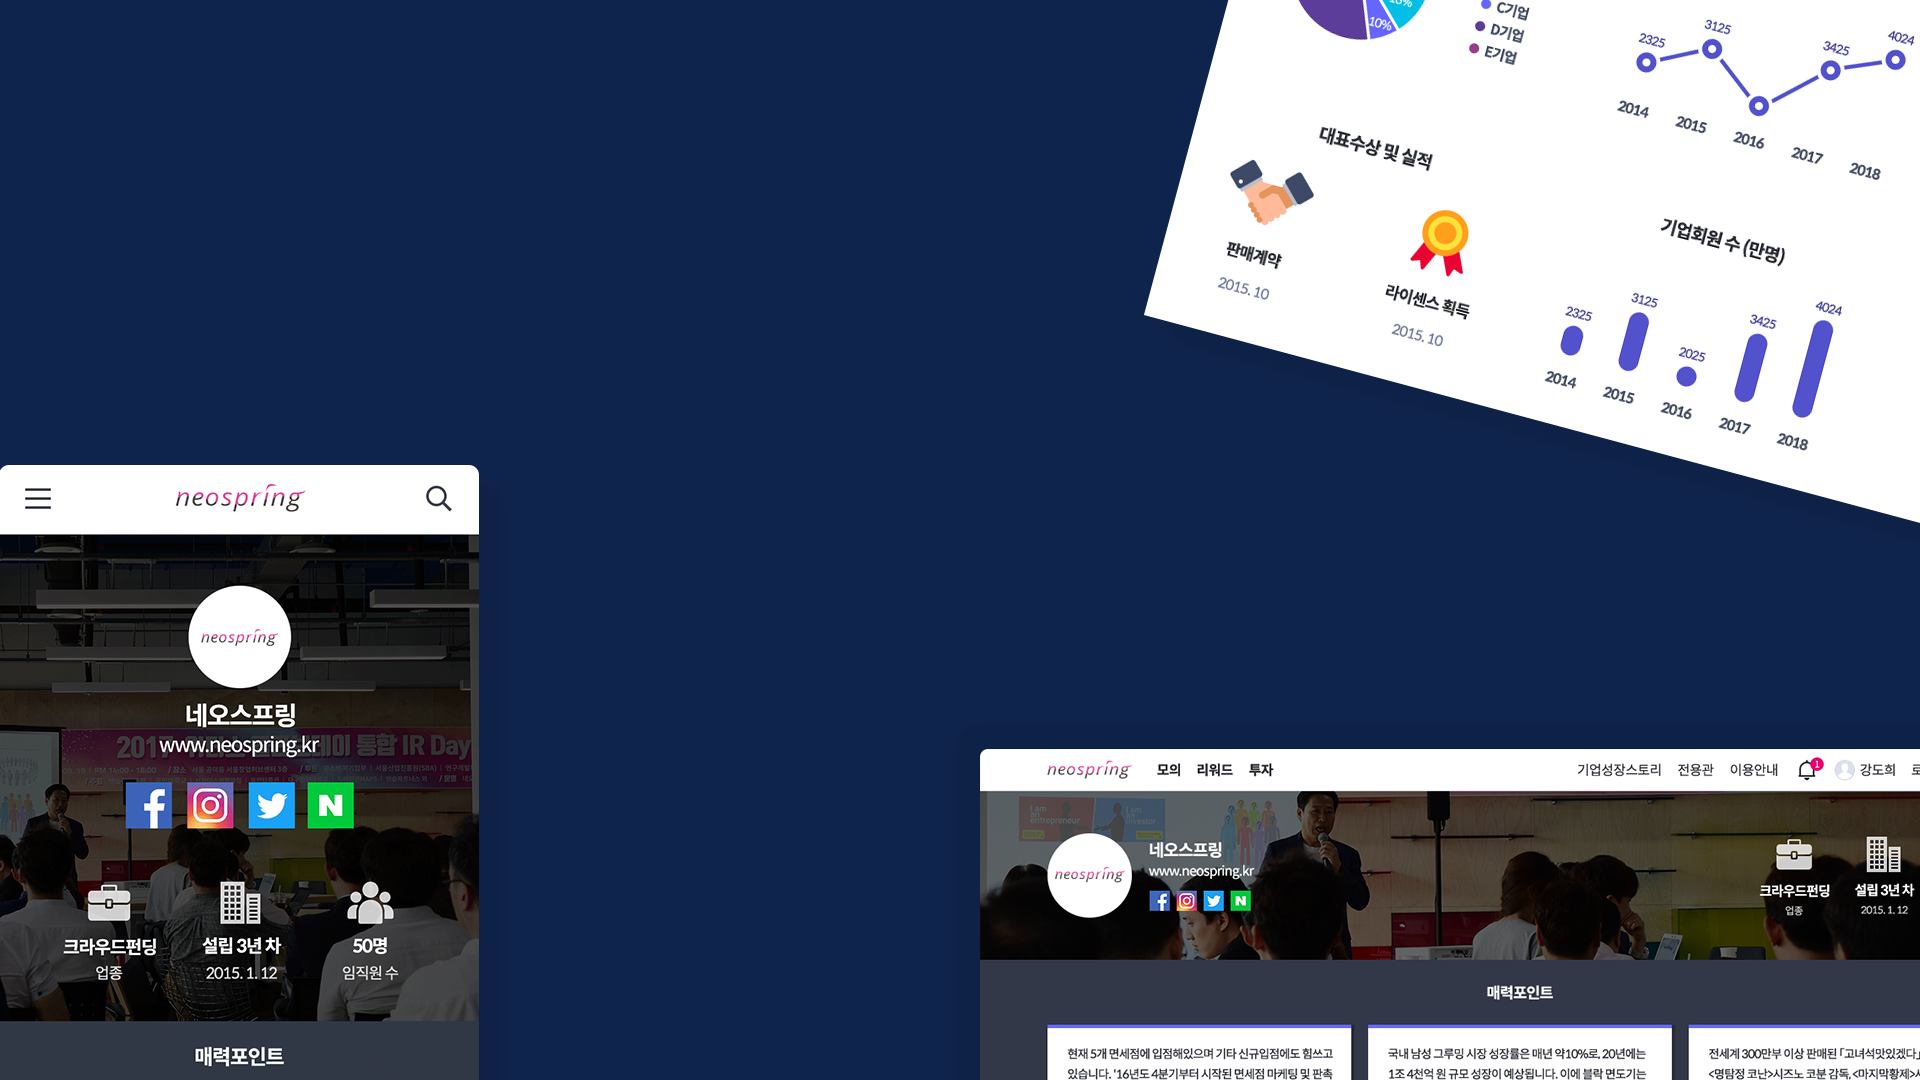 10%
10%
C기업
D기업
E기업
2325
3125
3425
4024
2014
2015
2016
2017
2018
대표수상 및 실적
판매계약
2015. 10
라이센스 획득
2015. 10
기업회원 수 (만명)
2325
3125
2025
3425
4024
2014
2015
2016
2017
2018
neospring
neospring
네오스프링
2017
통합 IR Day
www.neospring.kr
N
크라우드펀딩
업종
설립 3년 차
2015. 1. 12
50명
임직원 수
매력포인트
neospring
모의
리워드
투자
기업성장스토리
전용관
이용안내
1
강도희
I am
an
entrepreneur
I am
an
investor
neospring
네오스프링
www.neospring.kr
N
크라우드펀딩
업종
설립 3년 차
2015. 1. 12
매력포인트
현재 5개 면세점에 입점해있으며 기타 신규입점에도 힘쓰고
있습니다. '16년도 4분기부터 시작된 면세점 마케팅 및 판촉
국내 남성 그루밍 시장 성장률은 매년 약10%로, 20년에는
1조 4천억 원 규모 성장이 예상됩니다. 이에 블락 면도기는
전세계 300만부 이상 판매된 「고녀석맛있겠다」
<명탐정 코난>시즈노 코분 감독, <마지막황제>